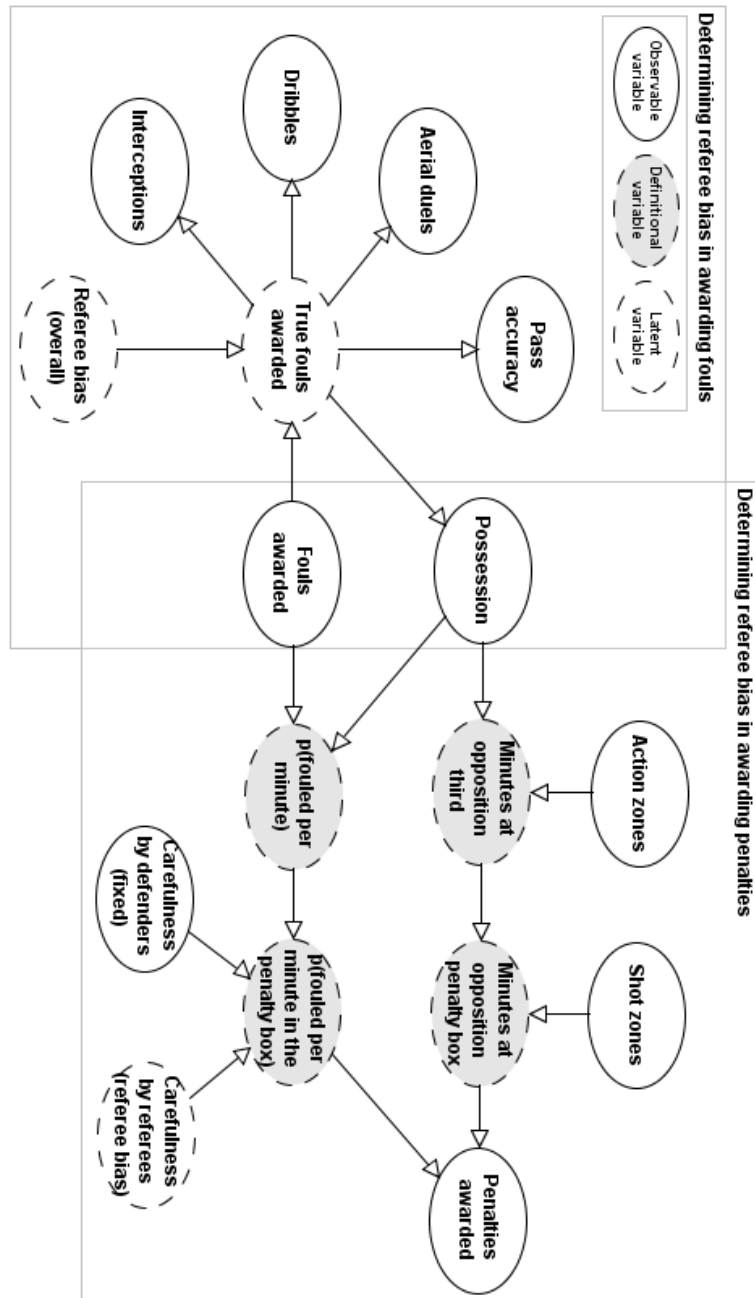 Determining referee bias in awarding penalties
Determining referee bias in awarding fouls
Observable
variable
Definitional
variable
Latent
variable
Action zones
Shot zones
Pass
accuracy
Possession
Minutes at
opposition
third
Minutes at
opposition
penalty box
Penalties
awarded
Aerial duels
Dribbles
True fouls
awarded
Fouls
awarded
p(fouled per
minute)
p(fouled per
minute in the
penalty box)
Interceptions
Referee bias
(overall)
Carefulness
by defenders
(fixed)
Carefulness
by referees
(referee bias)